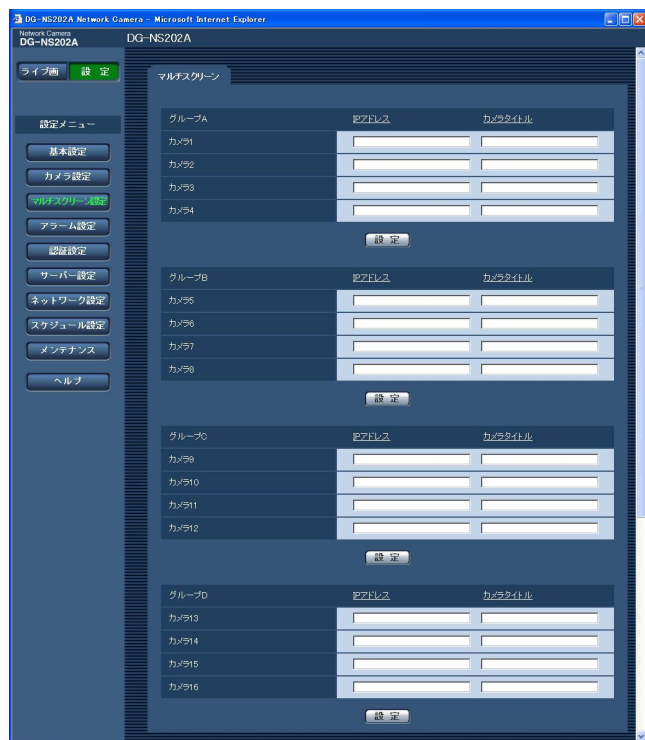 DG-NS202A Network Camera - Microsoft Internet Explorer
Network Camera
DG-NS202A
DG-NS202A
ライブ画
設 定
マルチスクリーン
設定メニュー
基本設定
カメラ設定
マルチスクリーン設定
アラーム設定
認証設定
サーバー設定
ネットワーク設定
スケジュール設定
メンテナンス
ヘルプ
グループA IPアドレス カメラタイトル
カメラ1
カメラ2
カメラ3
カメラ4
設 定
グループB IPアドレス カメラタイトル
カメラ5
カメラ6
カメラ7
カメラ8
設 定
グループC IPアドレス カメラタイトル
カメラ9
カメラ10
カメラ11
カメラ12
設 定
グループD IPアドレス カメラタイトル
カメラ13
カメラ14
カメラ15
カメラ16
設 定